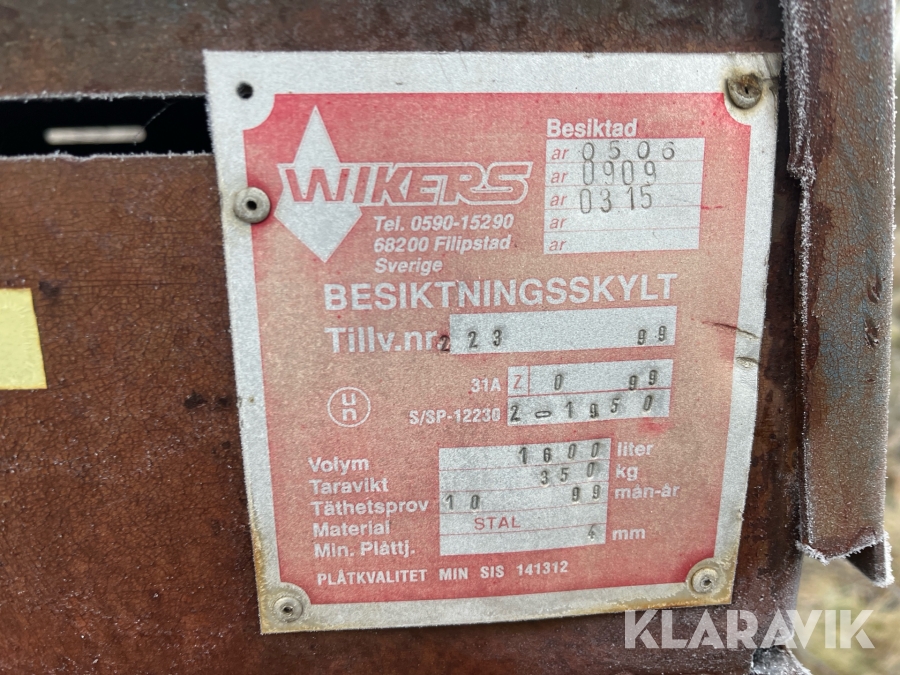 WIKERS
Tel. 0590-15290
68200 Filipstad
Sverige
Besiktad
år 0506
år 0909
år 0315
år
år
BESIKTNINGSSKYLT
Tillv.nr. 223 99
un
31A Z 0 99
S/SP-12230 2-1950
Volym 1600 liter
Taravikt 350 kg
Täthetsprov 10 99 mån-år
Material STÅL
Min. Plåttj. 4 mm
PLÅTKVALITET MIN SIS 141312
KLARAVIK